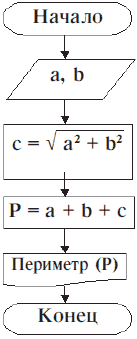 Начало
a, b
c = √ a² + b²
P = a + b + c
Периметр (P)
Конец